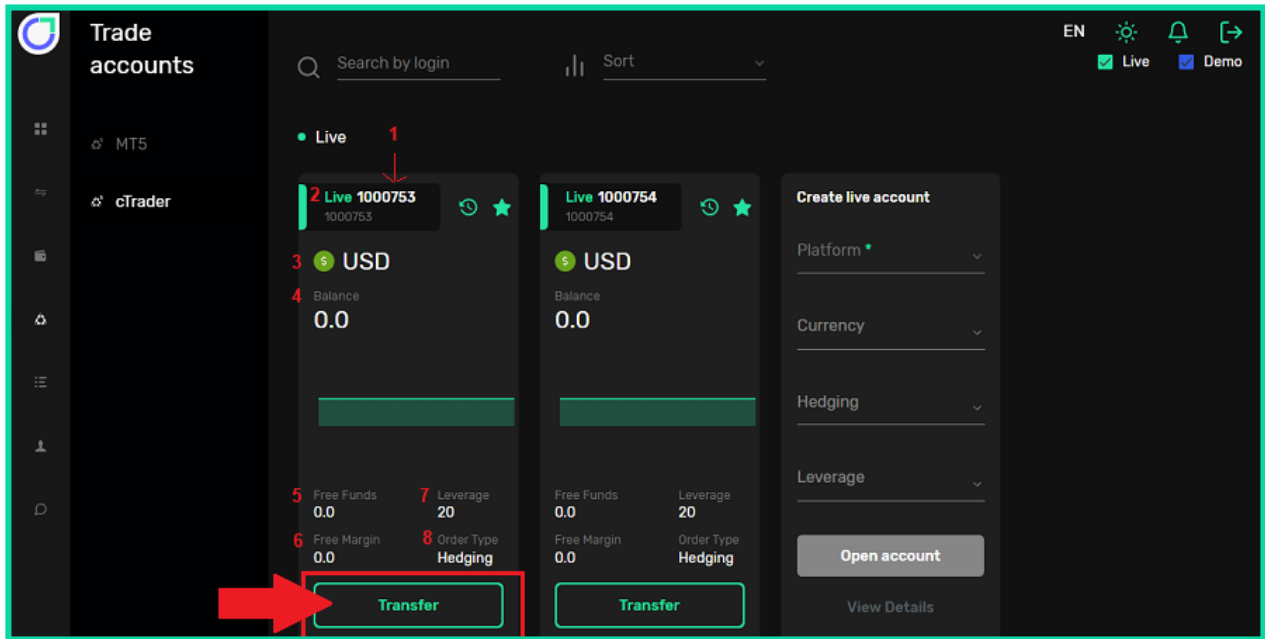 Trade
accounts
Search by login
Sort
EN
Live
Demo
MT5
cTrader
Live
1
2
Live 1000753
1000753
3
USD
4
Balance
0.0
5
Free Funds
0.0
7
Leverage
20
6
Free Margin
0.0
8
Order Type
Hedging
Transfer
Live 1000754
1000754
USD
Balance
0.0
Free Funds
0.0
Leverage
20
Free Margin
0.0
Order Type
Hedging
Transfer
Create live account
Platform *
Currency
Hedging
Leverage
Open account
View Details